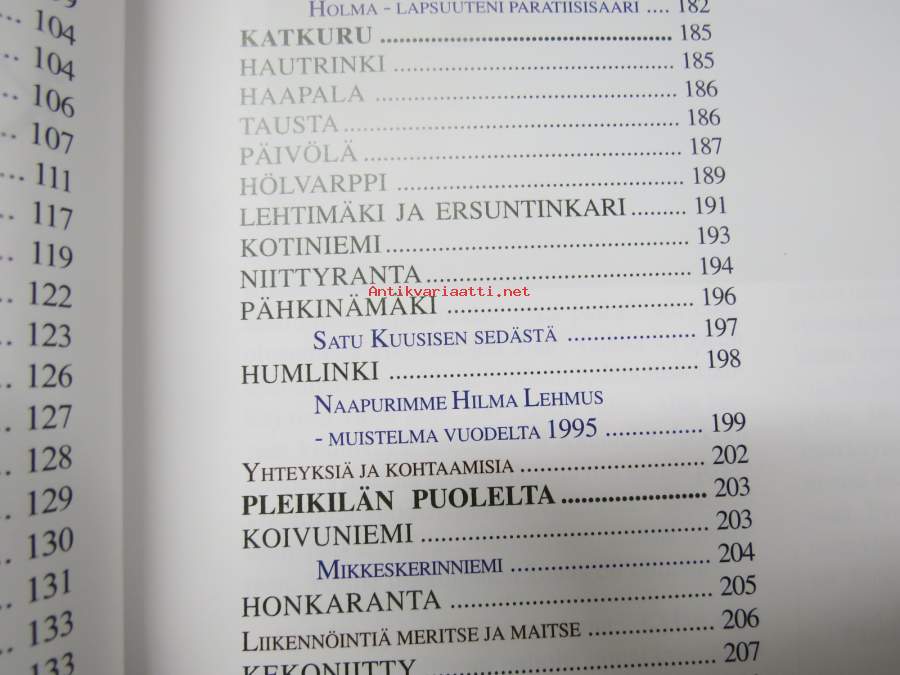 104
104
106
107
111
117
119
122
123
126
127
128
129
130
131
133
133
HOLMA - LAPSUUTENI PARATIISISAARI .... 182
KATKURU ........ 185
HAUTRINKI ........ 185
HAAPALA ........ 186
TAUSTA ........ 186
PÄIVÖLÄ ........ 187
HÖLVARPPI ........ 189
LEHTIMÄKI JA ERSUNTINKARI ........ 191
KOTINIEMI ........ 193
NIITTYRANTA ........ 194
Antikvariaatti.net
PÄHKINÄMÄKI ........ 196
SATU KUUSISEN SEDÄSTÄ ........ 197
HUMLINKI ........ 198
NAAPURIMME HILMA LEHMUS
- MUISTELMA VUODELTA 1995 ........ 199
YHTEYKSIÄ JA KOHTAAMISIA ........ 202
PLEIKILÄN PUOLELTA ........ 203
KOIVUNIEMI ........ 203
MIKKESKERINNIEMI ........ 204
HONKARANTA ........ 205
LIIKENNÖINTIÄ MERITSE JA MAITSE ........ 206
KEKONIITTY ........ 207